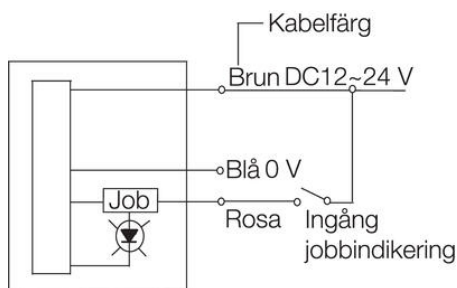 Kabelfärg
Brun DC12~24 V
Blå 0 V
Job
Rosa
Ingång
jobbindikering